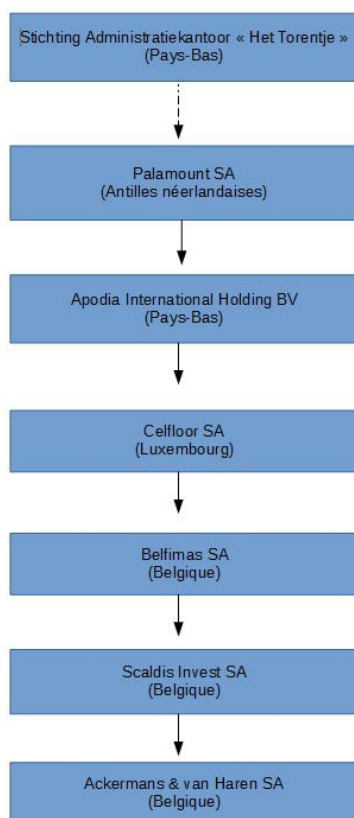 Stichting Administratiekantoor « Het Torentje »
(Pays-Bas)
Palamount SA
(Antilles néerlandaises)
Apodia International Holding BV
(Pays-Bas)
Celfloor SA
(Luxembourg)
Belfimas SA
(Belgique)
Scaldis Invest SA
(Belgique)
Ackermans & van Haren SA
(Belgique)